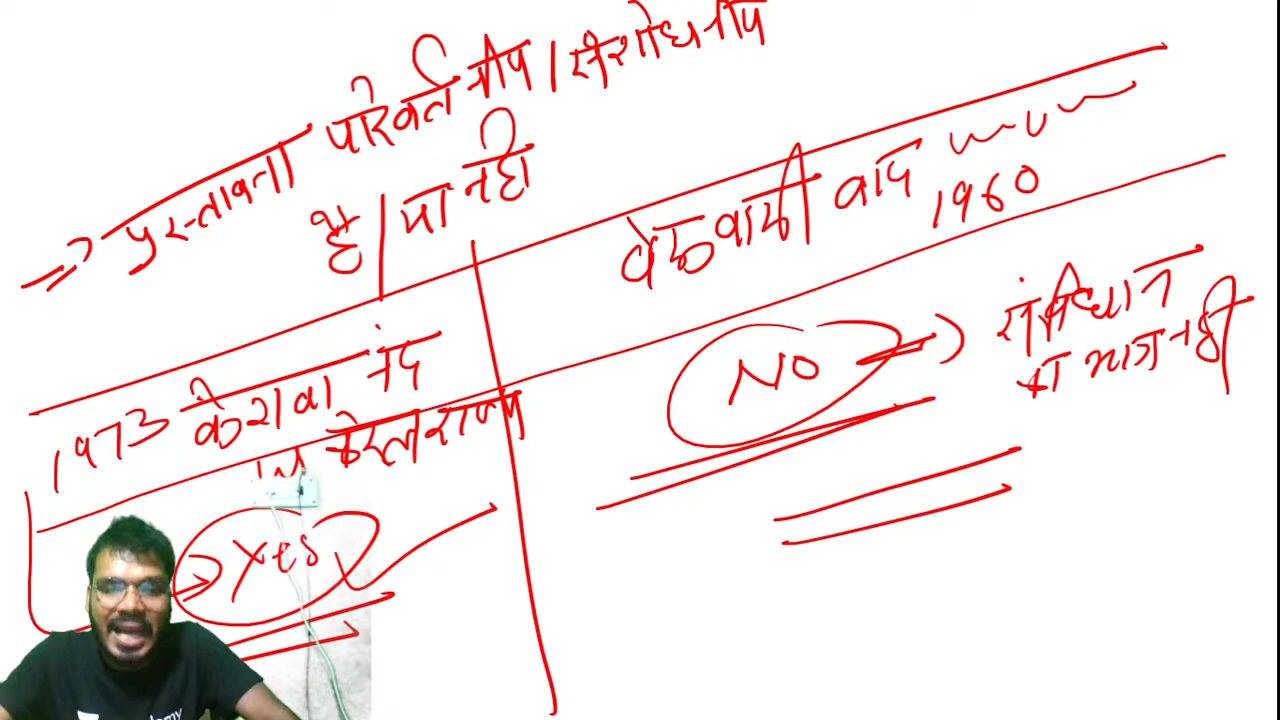 => प्रस्तावना परिवर्तनीय / संशोधनीय
है / या नहीं
बेरुबारी वाद
1960
NO -> संविधान
का भाग नही
1973 केशवा नंद
केरल राज्य
Yes